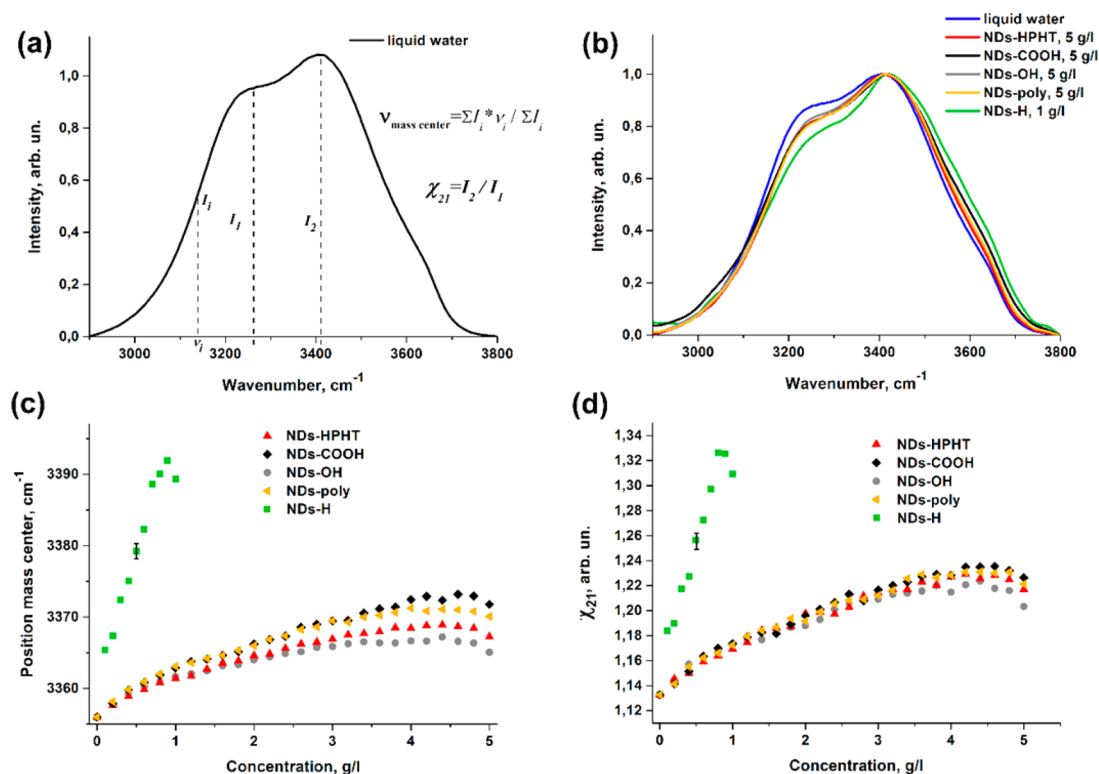 (a)
liquid water
ν mass center=ΣIi*νi / ΣIi
χ21=I2/I1
Ii
I1
I2
νi
Intensity, arb. un.
1,0
0,8
0,6
0,4
0,2
0,0
3000 3200 3400 3600 3800
Wavenumber, cm-1
(b)
liquid water
NDs-HPHT, 5 g/l
NDs-COOH, 5 g/l
NDs-OH, 5 g/l
NDs-poly, 5 g/l
NDs-H, 1 g/l
Intensity, arb. un.
1,0
0,8
0,6
0,4
0,2
0,0
3000 3200 3400 3600 3800
Wavenumber, cm-1
(c)
NDs-HPHT
NDs-COOH
NDs-OH
NDs-poly
NDs-H
Position mass center, cm-1
3390
3380
3370
3360
0 1 2 3 4 5
Concentration, g/l
(d)
NDs-HPHT
NDs-COOH
NDs-OH
NDs-poly
NDs-H
χ21, arb. un.
1,34
1,32
1,30
1,28
1,26
1,24
1,22
1,20
1,18
1,16
1,14
1,12
0 1 2 3 4 5
Concentration, g/l